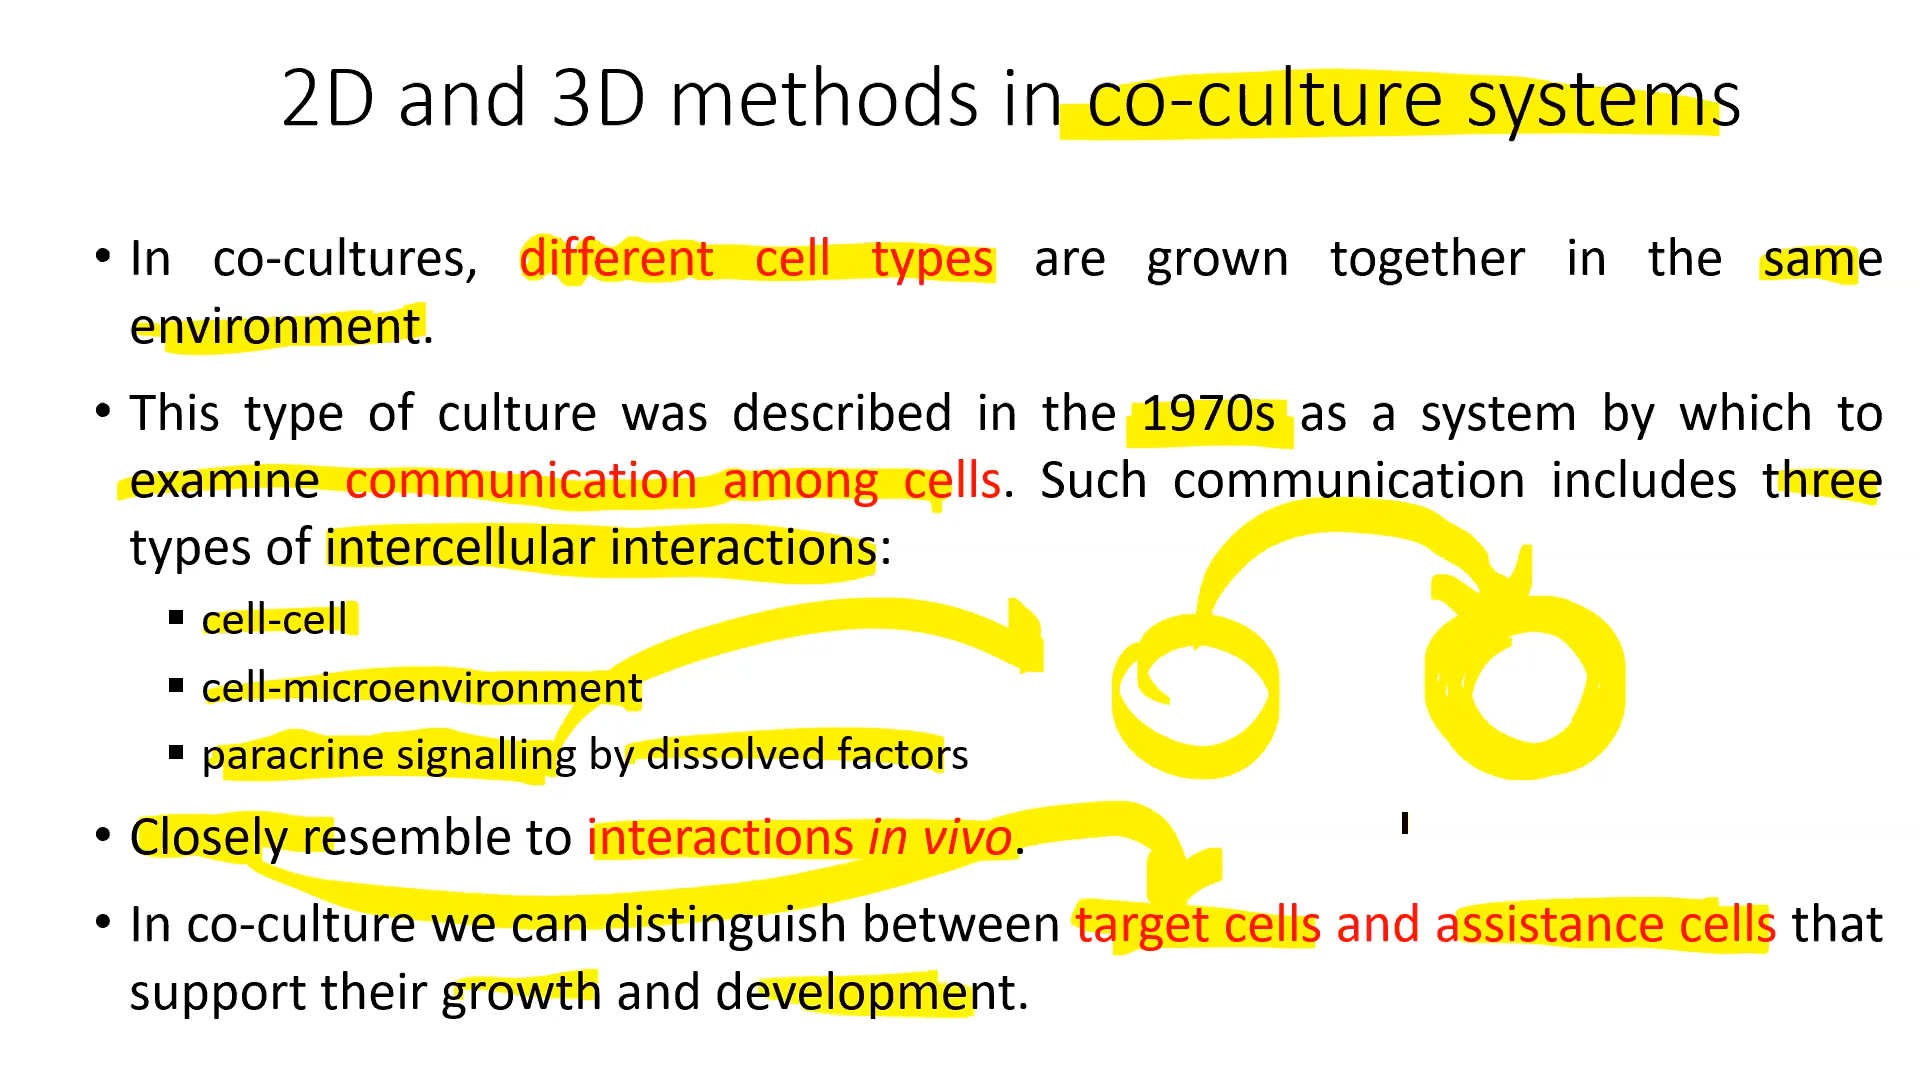 2D and 3D methods in co-culture systems
• In co-cultures, different cell types are grown together in the same
environment.
• This type of culture was described in the 1970s as a system by which to
examine communication among cells. Such communication includes three
types of intercellular interactions:
▪ cell-cell
▪ cell-microenvironment
▪ paracrine signalling by dissolved factors
• Closely resemble to interactions in vivo.
• In co-culture we can distinguish between target cells and assistance cells that
support their growth and development.